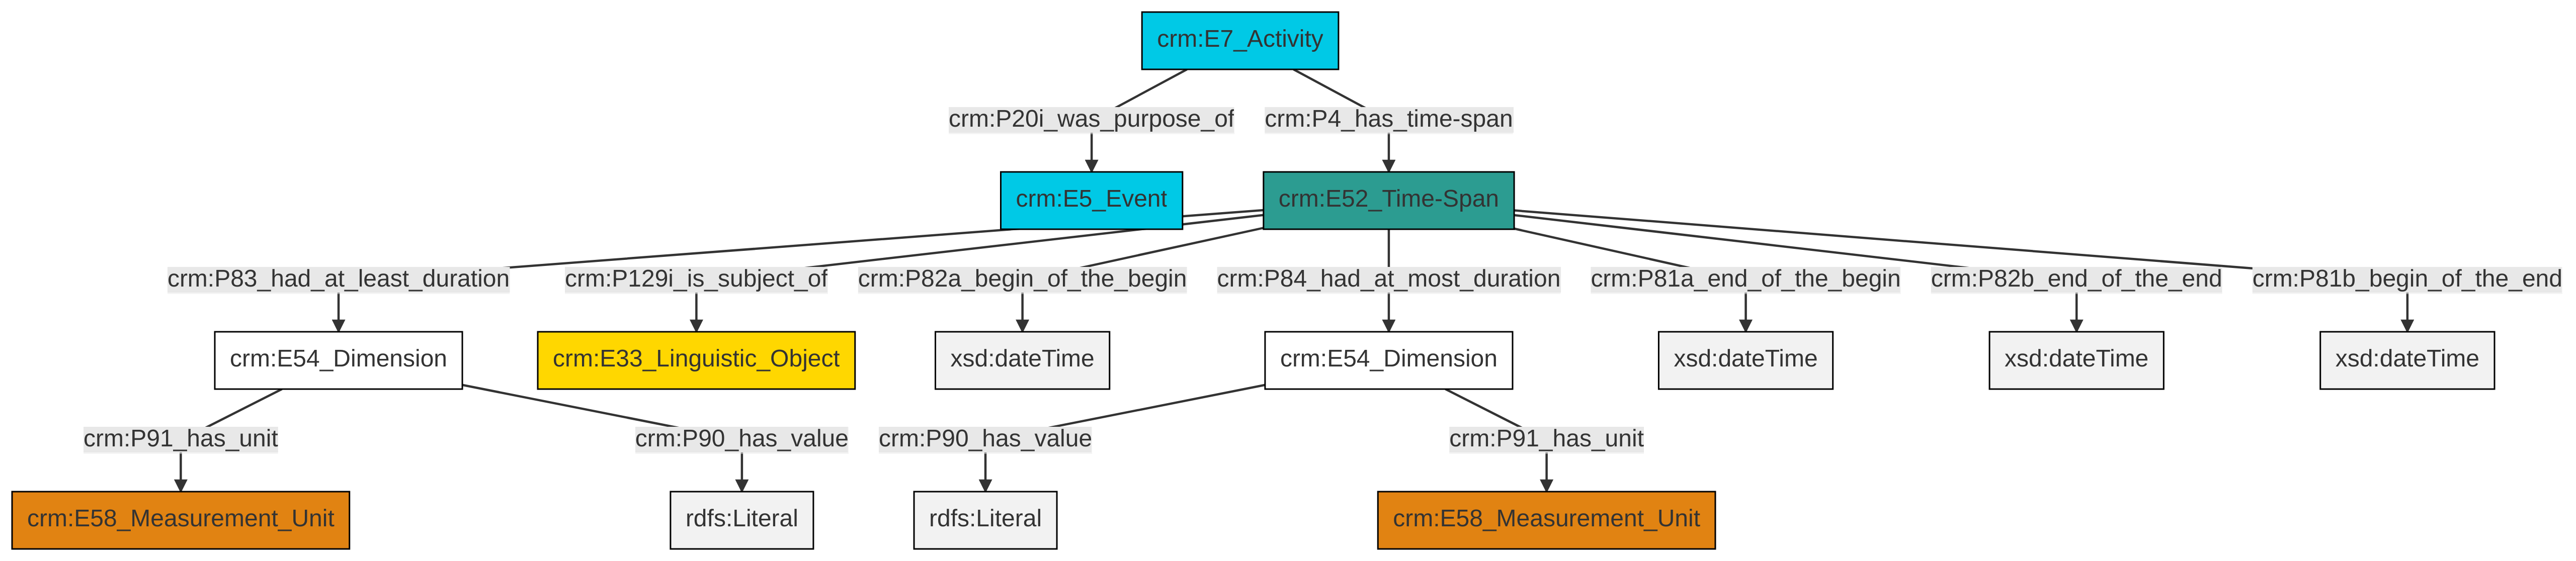 crm:E7_Activity
crm:P20i_was_purpose_of
crm:P4_has_time-span
crm:E5_Event
crm:E52_Time-Span
crm:P83_had_at_least_duration
crm:P129i_is_subject_of
crm:P82a_begin_of_the_begin
crm:P84_had_at_most_duration
crm:P81a_end_of_the_begin
crm:P82b_end_of_the_end
crm:P81b_begin_of_the_end
crm:E54_Dimension
crm:E33_Linguistic_Object
xsd:dateTime
crm:E54_Dimension
xsd:dateTime
xsd:dateTime
xsd:dateTime
crm:P91_has_unit
crm:P90_has_value
crm:P90_has_value
crm:P91_has_unit
crm:E58_Measurement_Unit
rdfs:Literal
rdfs:Literal
crm:E58_Measurement_Unit